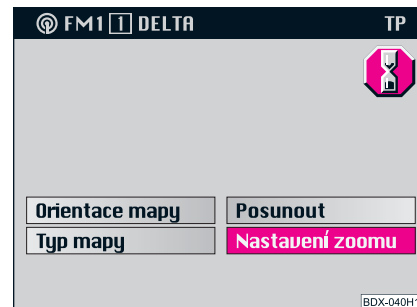 FM1 1 DELTA TP
Orientace mapy Posunout
Typ mapy Nastavení zoomu
BDX-040H